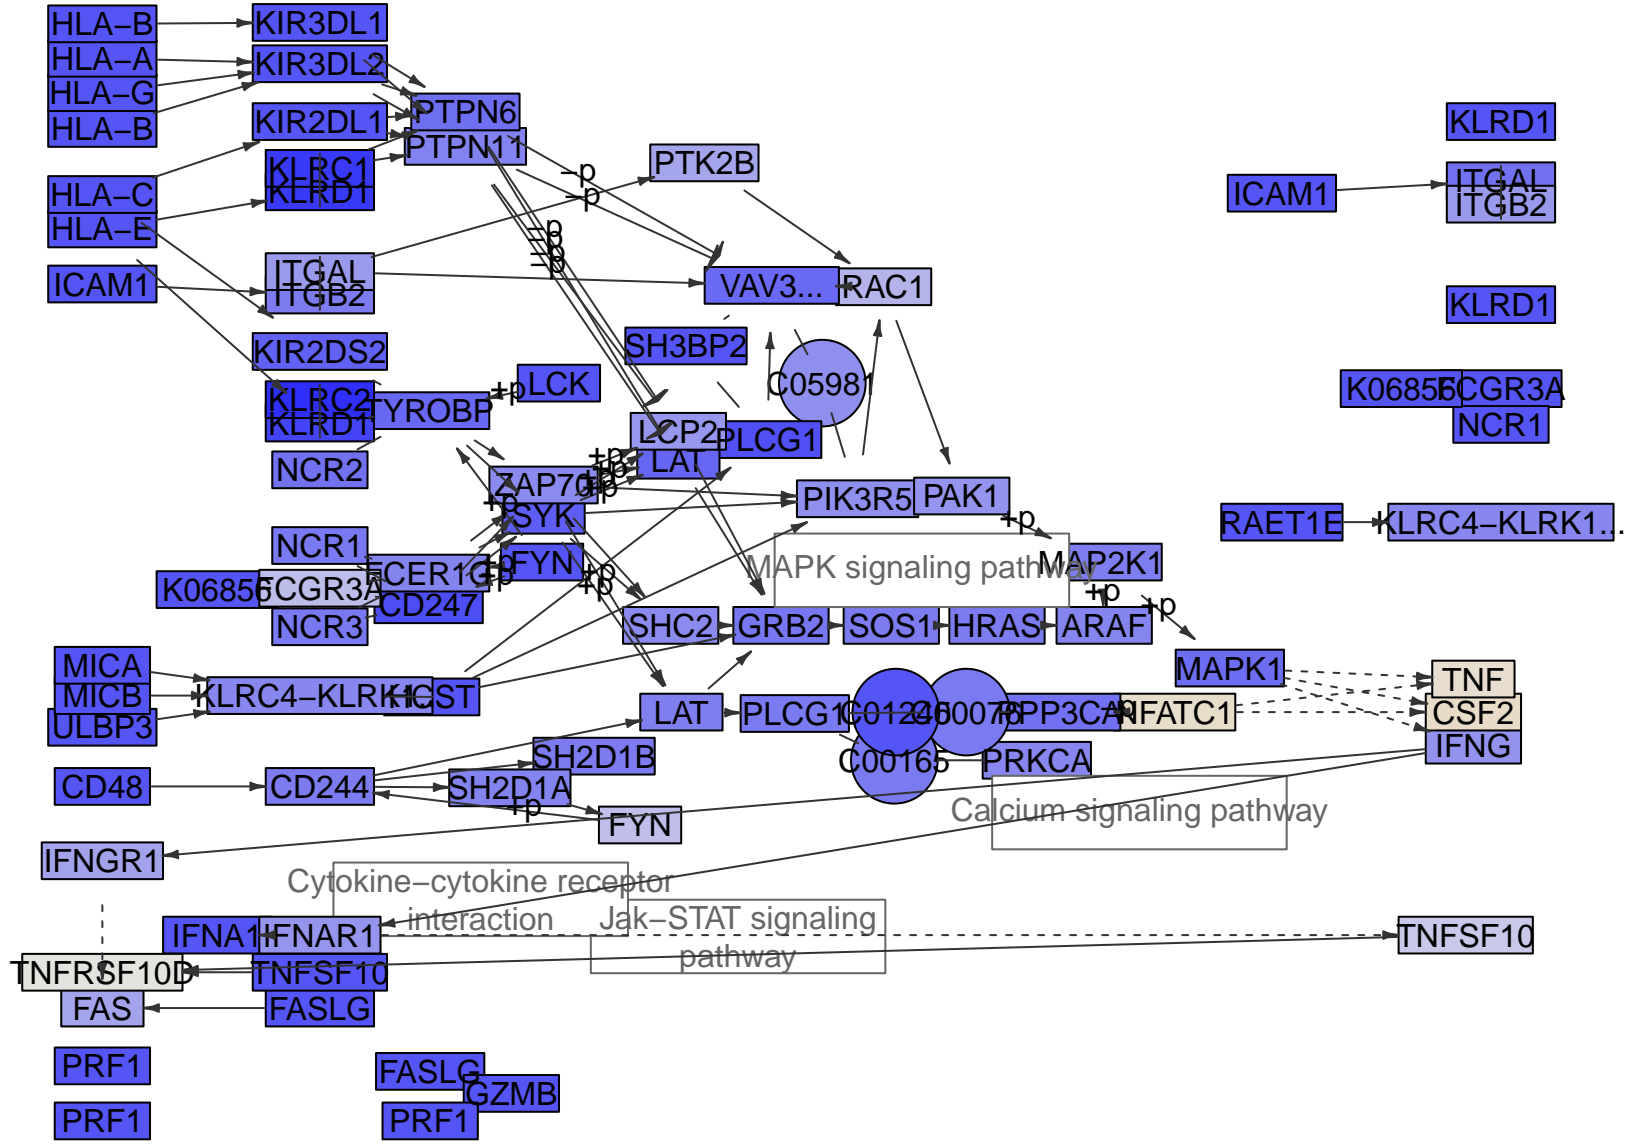 HLA−B
KIR3DL1
HLA−A
KIR3DL2
HLA−G
HLA−B
PTPN6
KIR2DL1
PTPN11
KLRD1
PTK2B
−p
−p
KLRC1
KLRD1
HLA−C
HLA−E
ICAM1
ITGAL
ITGB2
−p
−p
−p
−p
ITGAL
ITGB2
ICAM1
VAV3...
RAC1
KLRD1
KIR2DS2
SH3BP2
C05981
LCK
+p
KLRC2
KLRD1
TYROBP
K06856
FCGR3A
NCR1
LCP2
PLCG1
LAT
NCR2
+p
+p
+p
+p
ZAP70
SYK
+p
PIK3R5
PAK1
+p
RAET1E
KLRC4−KLRK1...
NCR1
FCER1G
FYN
+p
+p
+p
+p
MAPK signaling pathway
MAP2K1
K06856
FCGR3A
CD247
+p
+p
NCR3
SHC2
GRB2
SOS1
HRAS
ARAF
MICA
MICB
ULBP3
KLRC4−KLRK1...
HCST
MAPK1
TNF
CSF2
IFNG
LAT
PLCG1
C01245
C00076
PPP3CA
−p
NFATC1
C00165
PRKCA
SH2D1B
CD48
CD244
SH2D1A
+p
FYN
Calcium signaling pathway
IFNGR1
Cytokine−cytokine receptor
interaction
Jak−STAT signaling
pathway
IFNA1
IFNAR1
TNFSF10
TNFRSF10D
TNFSF10
FAS
FASLG
PRF1
FASLG
GZMB
PRF1
PRF1